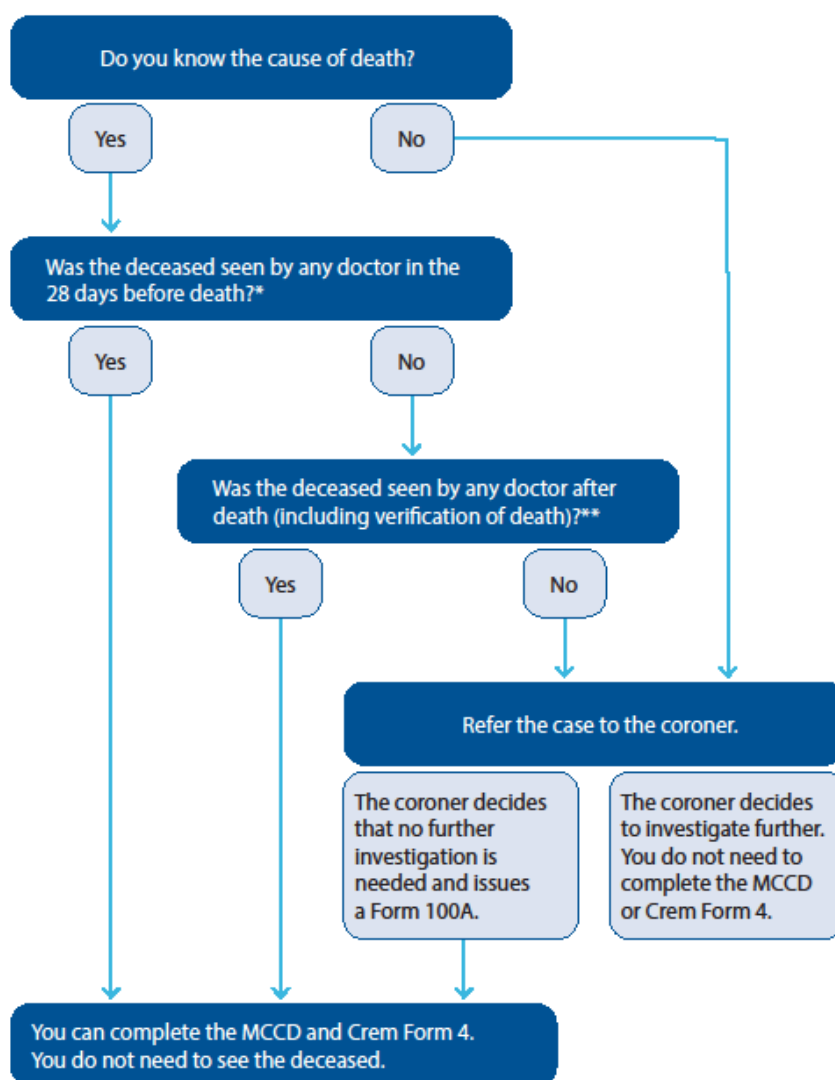 Do you know the cause of death?
Yes
No
Was the deceased seen by any doctor in the
28 days before death?*
Yes
No
Was the deceased seen by any doctor after
death (including verification of death)?**
Yes
No
Refer the case to the coroner.
The coroner decides
that no further
investigation is
needed and issues
a Form 100A.
The coroner decides
to investigate further.
You do not need to
complete the MCCD
or Crem Form 4.
You can complete the MCCD and Crem Form 4.
You do not need to see the deceased.